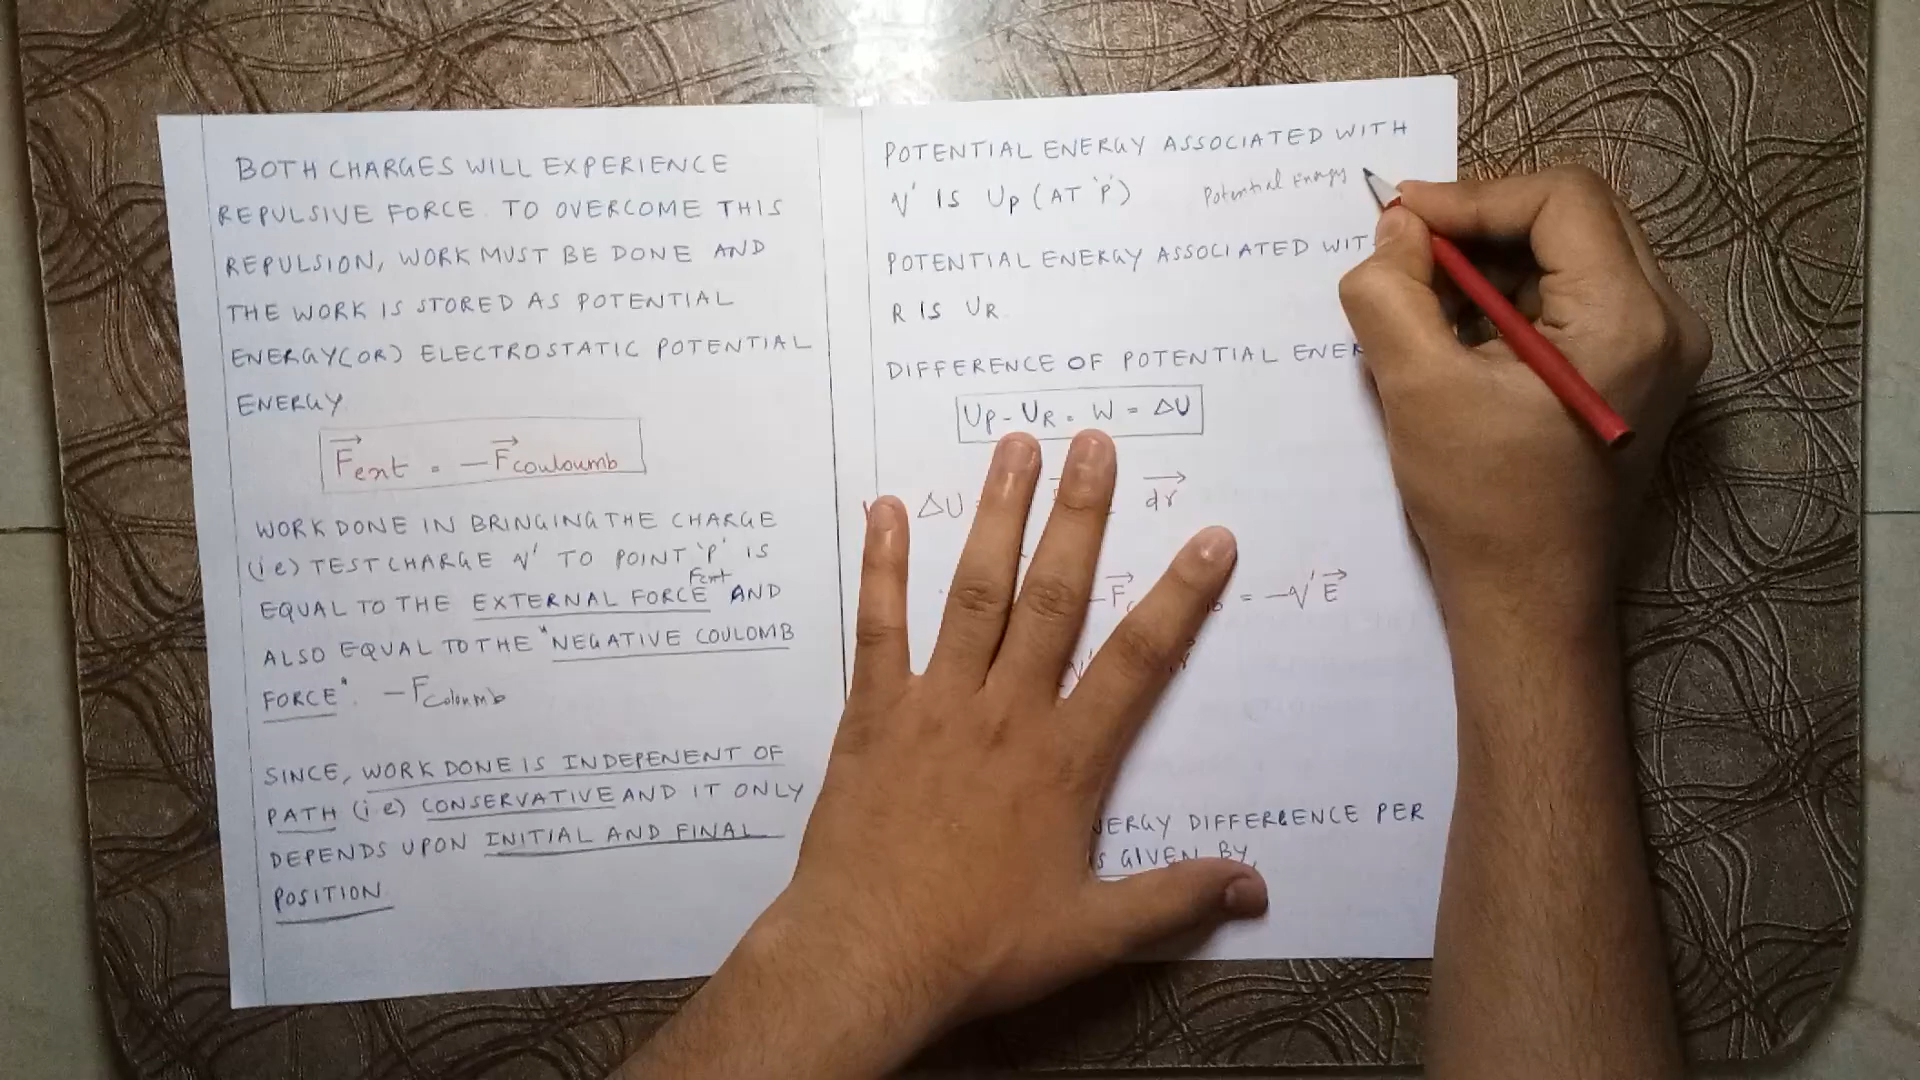 BOTH CHARGES WILL EXPERIENCE
REPULSIVE FORCE. TO OVERCOME THIS
REPULSION, WORK MUST BE DONE AND
THE WORK IS STORED AS POTENTIAL
ENERGY (OR) ELECTROSTATIC POTENTIAL
ENERGY
F⃗ext = -F⃗couloumb
WORK DONE IN BRINGING THE CHARGE
(i.e) TEST CHARGE q' TO POINT 'P' IS
Fext
EQUAL TO THE EXTERNAL FORCE AND
ALSO EQUAL TO THE "NEGATIVE COULOMB
FORCE". -Fcoloumb
SINCE, WORK DONE IS INDEPENENT OF
PATH (i.e) CONSERVATIVE AND IT ONLY
DEPENDS UPON INITIAL AND FINAL
POSITION.
POTENTIAL ENERGY ASSOCIATED WITH
q' IS UP (AT 'P') Potential Energy
POTENTIAL ENERGY ASSOCIATED WIT
R IS UR.
DIFFERENCE OF POTENTIAL ENER
UP - UR = W = ΔU
ΔU = dr⃗
-F⃗ = -q'E⃗
ERGY DIFFERENCE PER
S GIVEN BY,